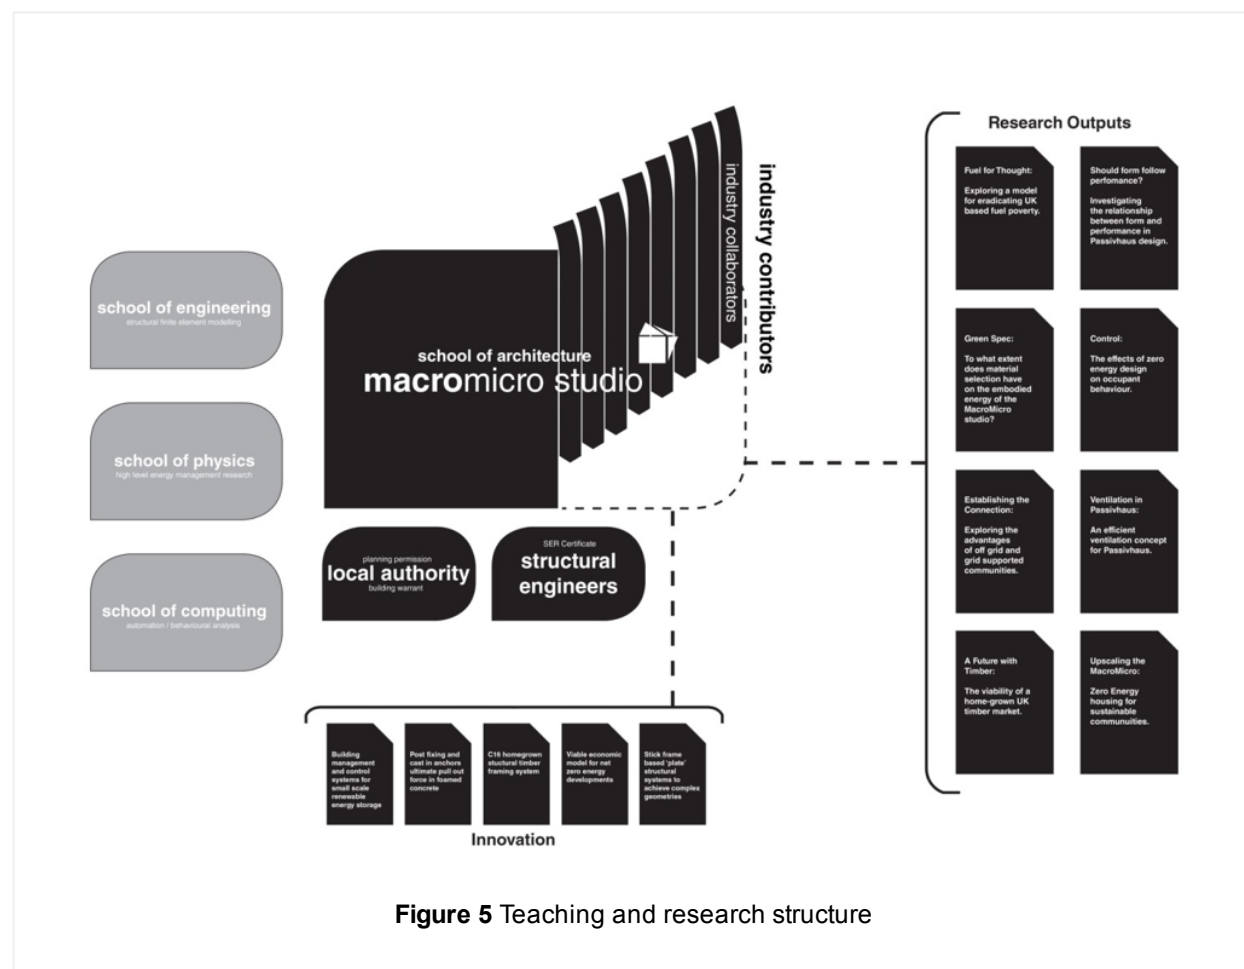 school of engineering
structural finite element modelling
school of physics
high level energy management research
school of computing
automation / behavioural analysis
school of architecture
macromicro studio
industry collaborators
industry contributors
planning permission
local authority
building warrant
SER Certificate
structural
engineers
Research Outputs
Fuel for Thought:
Exploring a model
for eradicating UK
based fuel poverty.
Should form follow
perfomance?
Investigating
the relationship
between form and
performance in
Passivhaus design.
Green Spec:
To what extent
does material
selection have
on the embodied
energy of the
MacroMicro
studio?
Control:
The effects of zero
energy design
on occupant
behaviour.
Establishing the
Connection:
Exploring the
advantages
of off grid and
grid supported
communities.
Ventilation in
Passivhaus:
An efficient
ventilation concept
for Passivhaus.
A Future with
Timber:
The viability of a
home-grown UK
timber market.
Upscaling the
MacroMicro:
Zero Energy
housing for
sustainable
communuities.
Building
management
and control
systems for
small scale
renewable
energy storage
Post fixing and
cast in anchors
ultimate pull out
force in foamed
concrete
C16 homegrown
stuctural timber
framing system
Viable economic
model for net
zero energy
developments
Stick frame
based 'plate'
structural
systems to
achieve complex
geometries
Innovation
Figure 5 Teaching and research structure